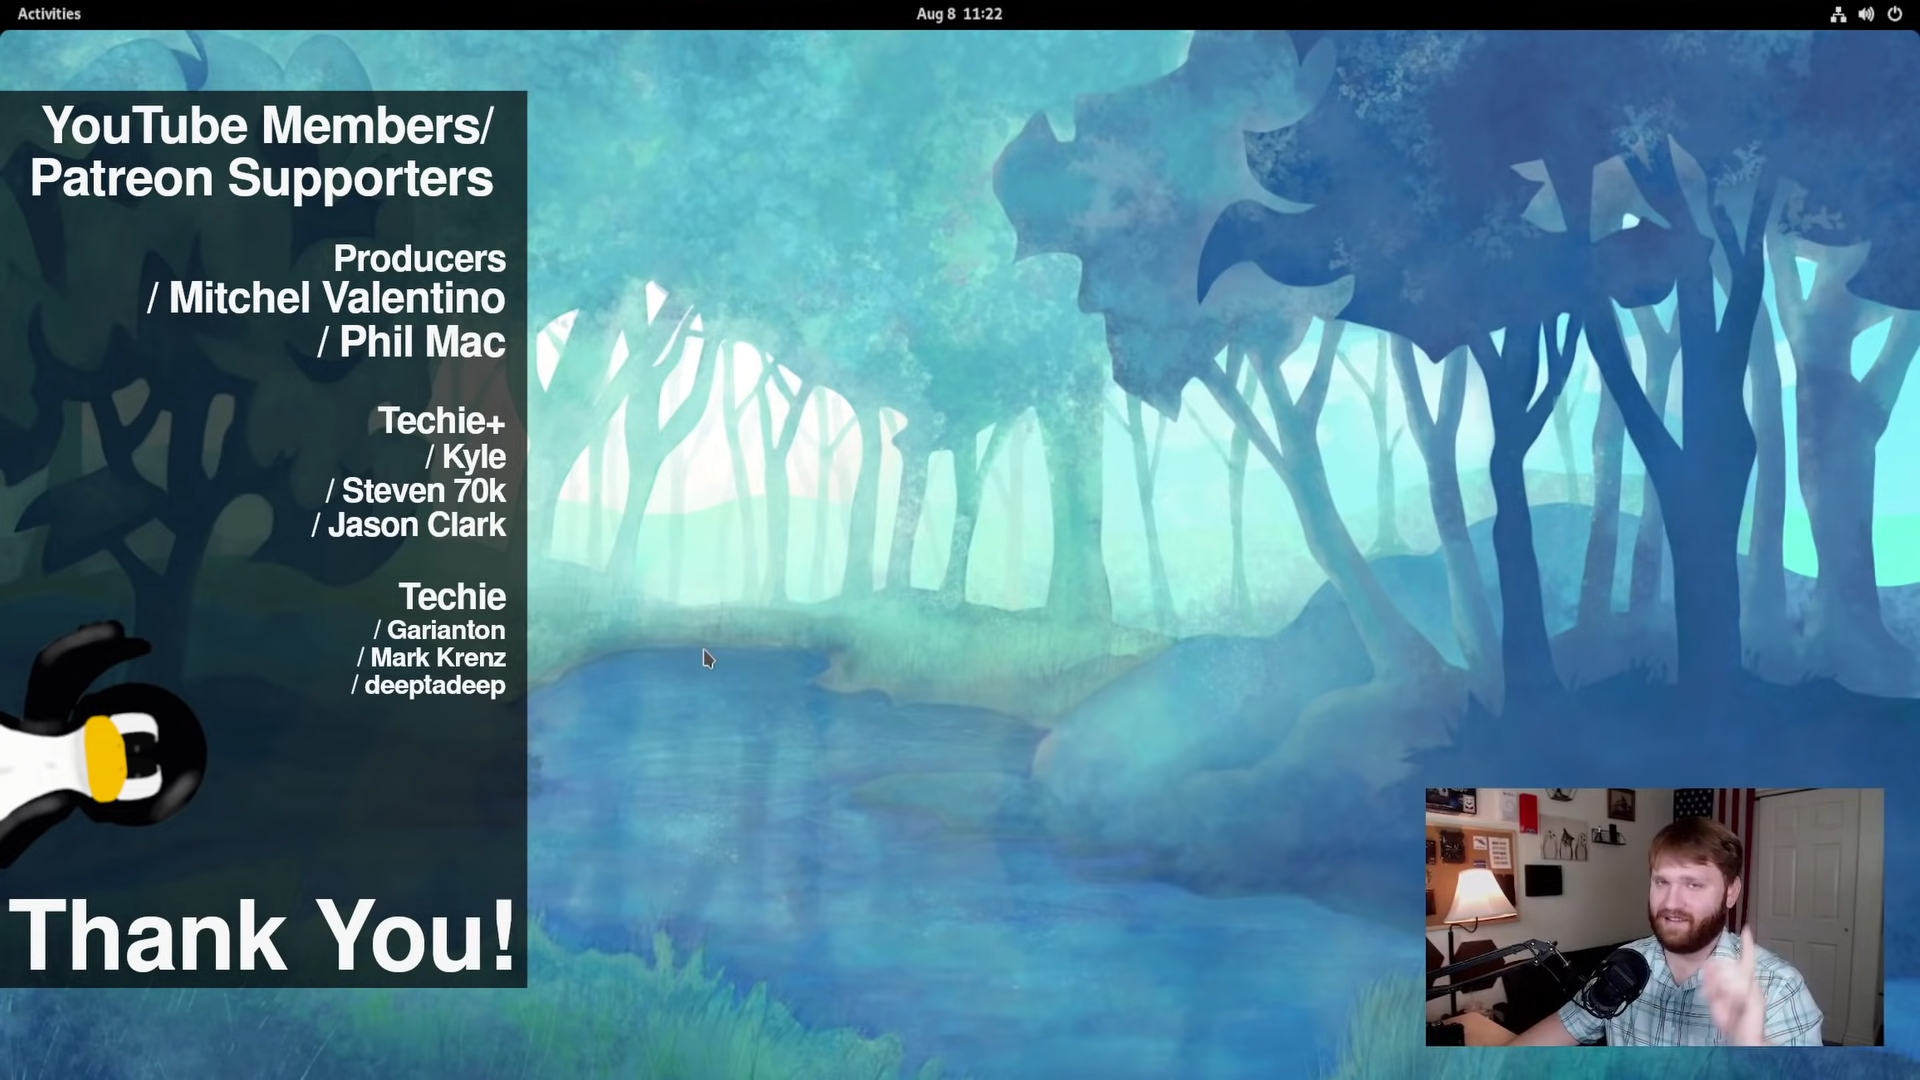 Activities
Aug 8 11:22
YouTube Members/
Patreon Supporters
Producers
/ Mitchel Valentino
/ Phil Mac
Techie+
/ Kyle
/ Steven 70k
/ Jason Clark
Techie
/ Garianton
/ Mark Krenz
/ deeptadeep
Thank You!